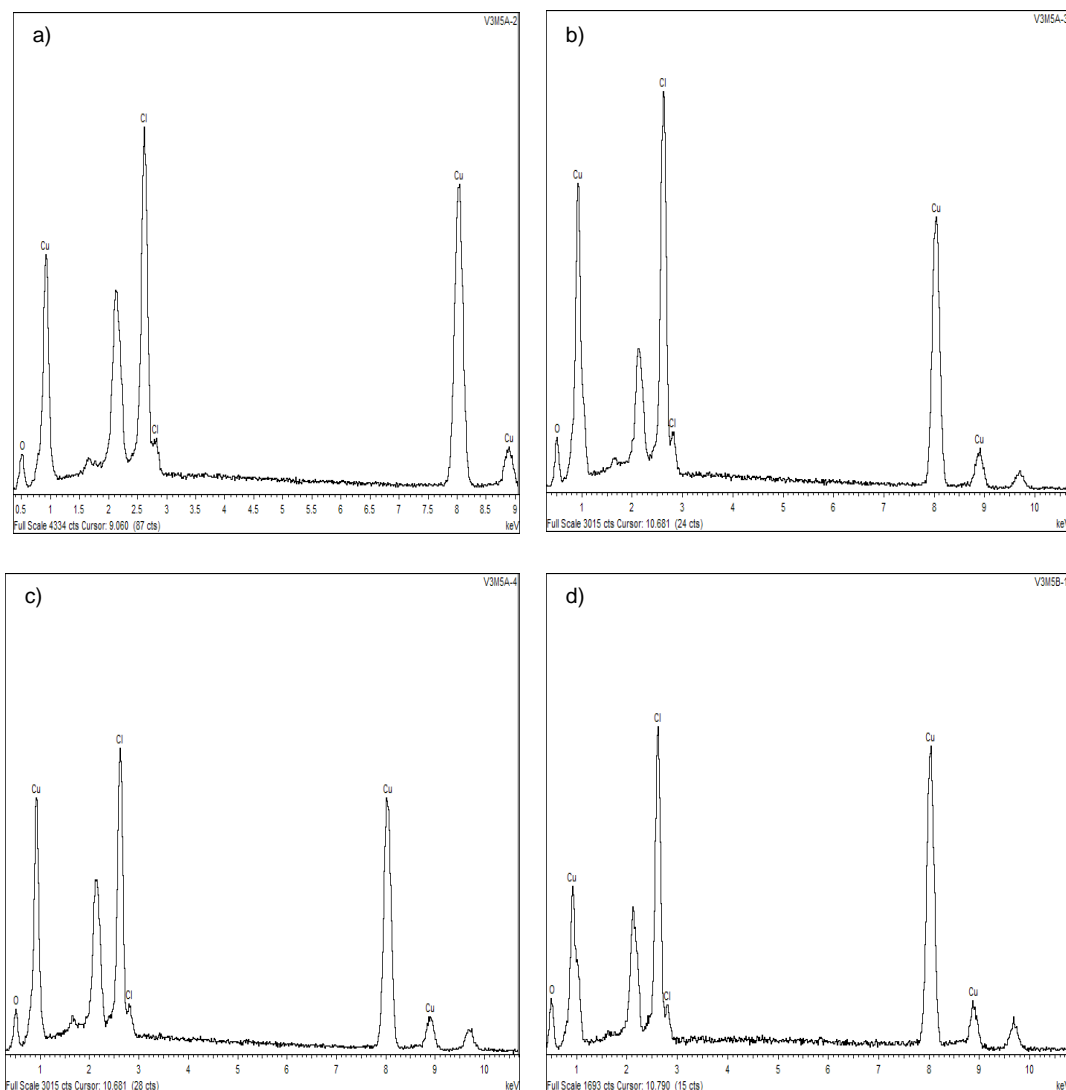 a)
V3M5A-2
Cl
Cu
Cu
O
Cl
Cu
0.5 1 1.5 2 2.5 3 3.5 4 4.5 5 5.5 6 6.5 7 7.5 8 8.5 9
Full Scale 4334 cts Cursor: 9.060 (87 cts) keV
b)
V3M5A-3
Cl
Cu
Cu
O
Cl
Cu
1 2 3 4 5 6 7 8 9 10
Full Scale 3015 cts Cursor: 10.681 (24 cts) keV
c)
V3M5A-4
Cl
Cu
Cu
O
Cl
Cu
1 2 3 4 5 6 7 8 9 10
Full Scale 3015 cts Cursor: 10.681 (28 cts) keV
d)
V3M5B-1
Cl
Cu
Cu
O
Cl
Cu
1 2 3 4 5 6 7 8 9 10
Full Scale 1693 cts Cursor: 10.790 (15 cts) keV